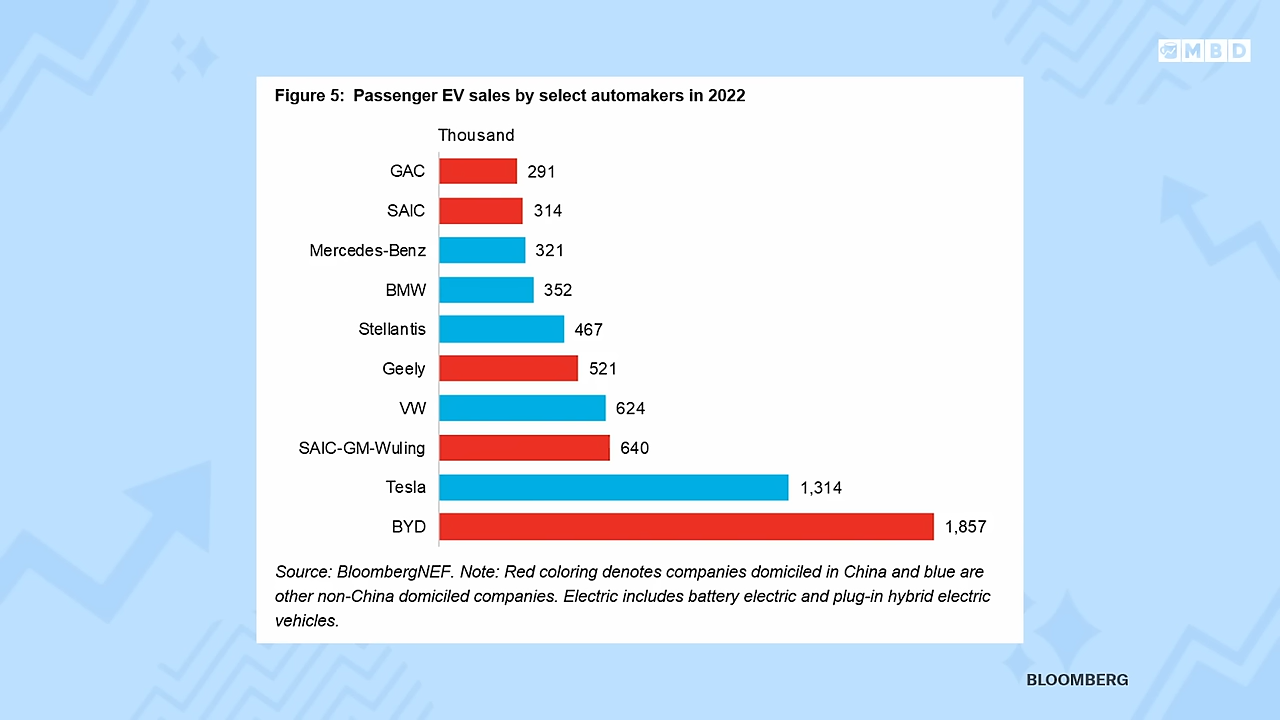 MBD
Figure 5: Passenger EV sales by select automakers in 2022
Thousand
GAC 291
SAIC 314
Mercedes-Benz 321
BMW 352
Stellantis 467
Geely 521
VW 624
SAIC-GM-Wuling 640
Tesla 1,314
BYD 1,857
Source: BloombergNEF. Note: Red coloring denotes companies domiciled in China and blue are
other non-China domiciled companies. Electric includes battery electric and plug-in hybrid electric
vehicles.
BLOOMBERG